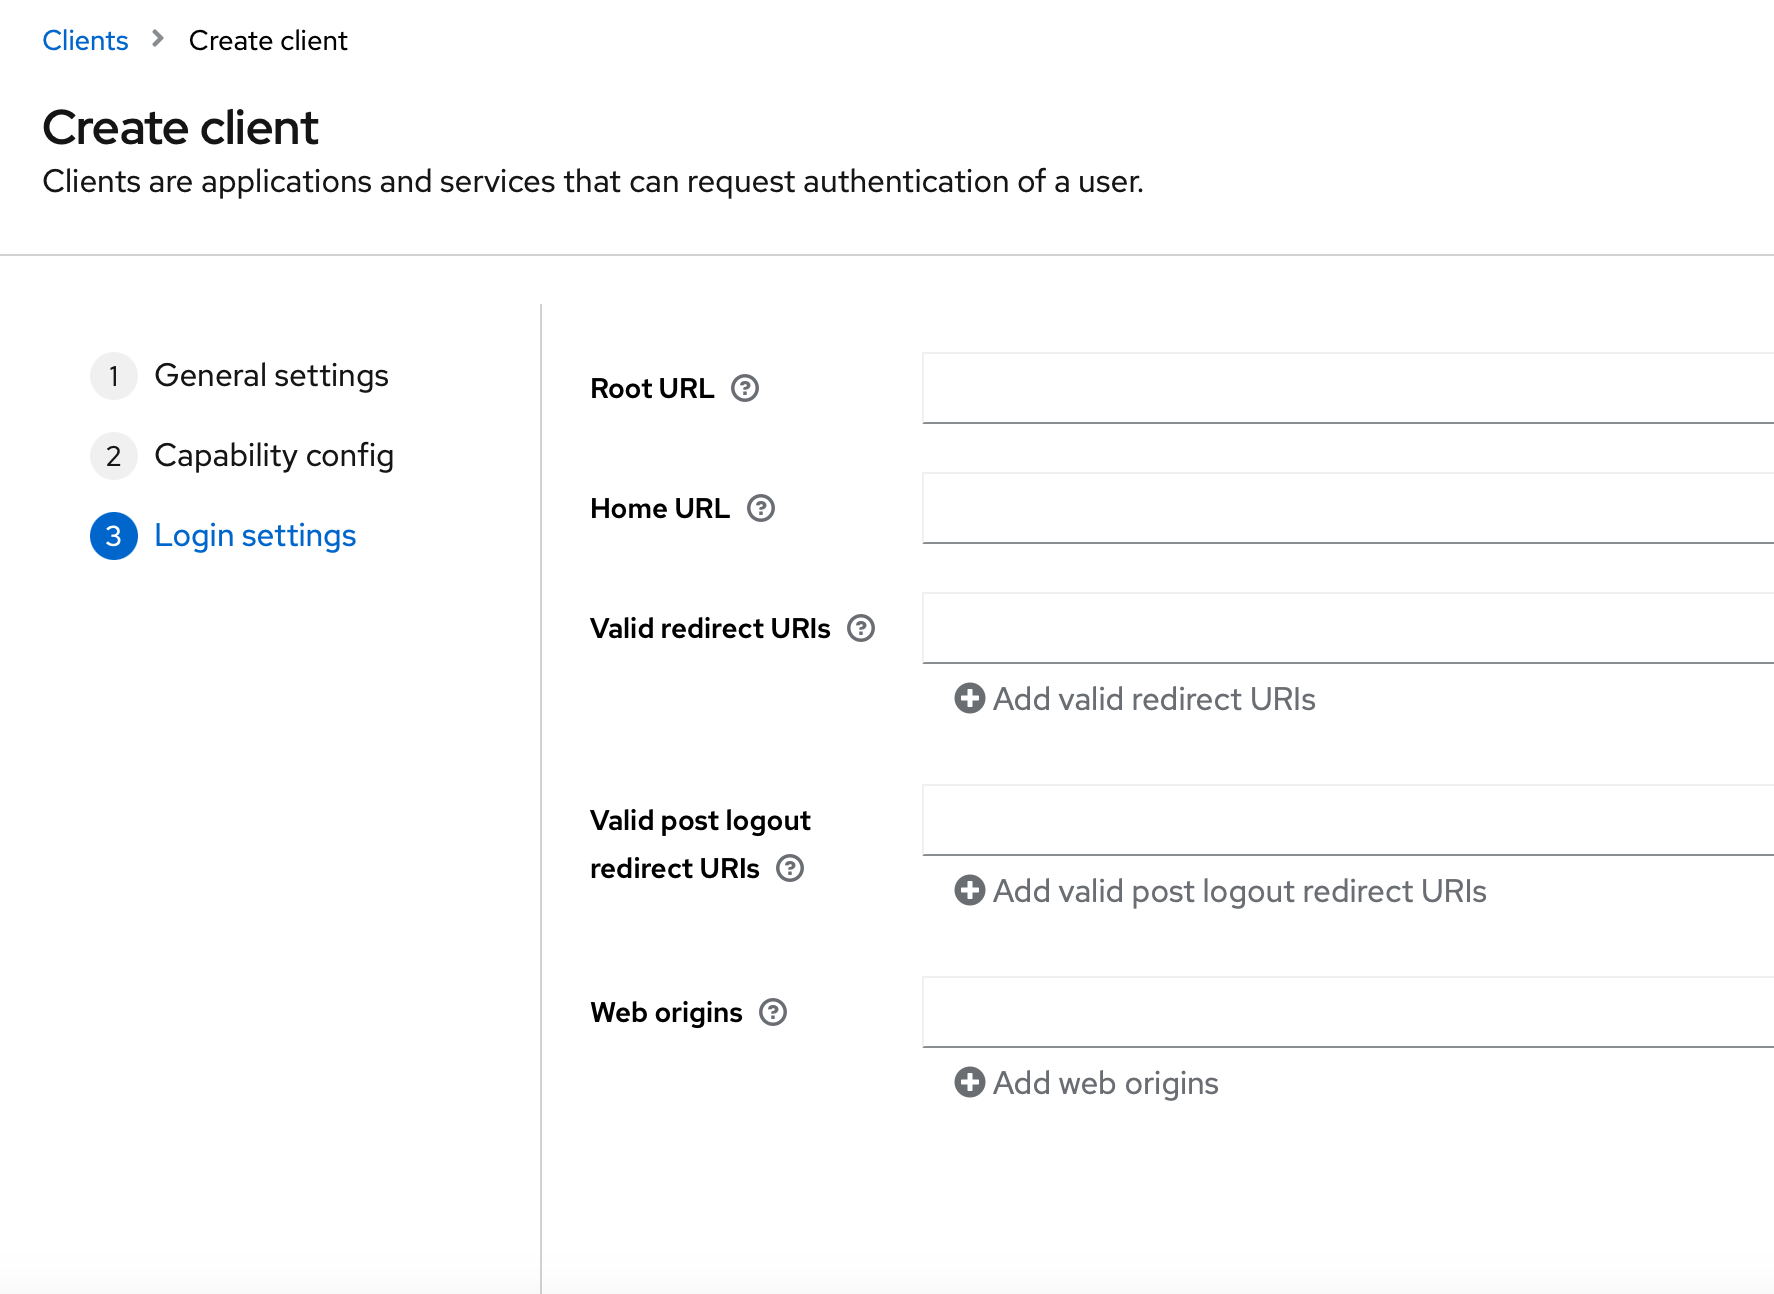 Clients > Create client
Create client
Clients are applications and services that can request authentication of a user.
1 General settings
2 Capability config
3 Login settings
Root URL ?
Home URL ?
Valid redirect URIs ?
Add valid redirect URIs
Valid post logout
redirect URIs ?
Add valid post logout redirect URIs
Web origins ?
Add web origins